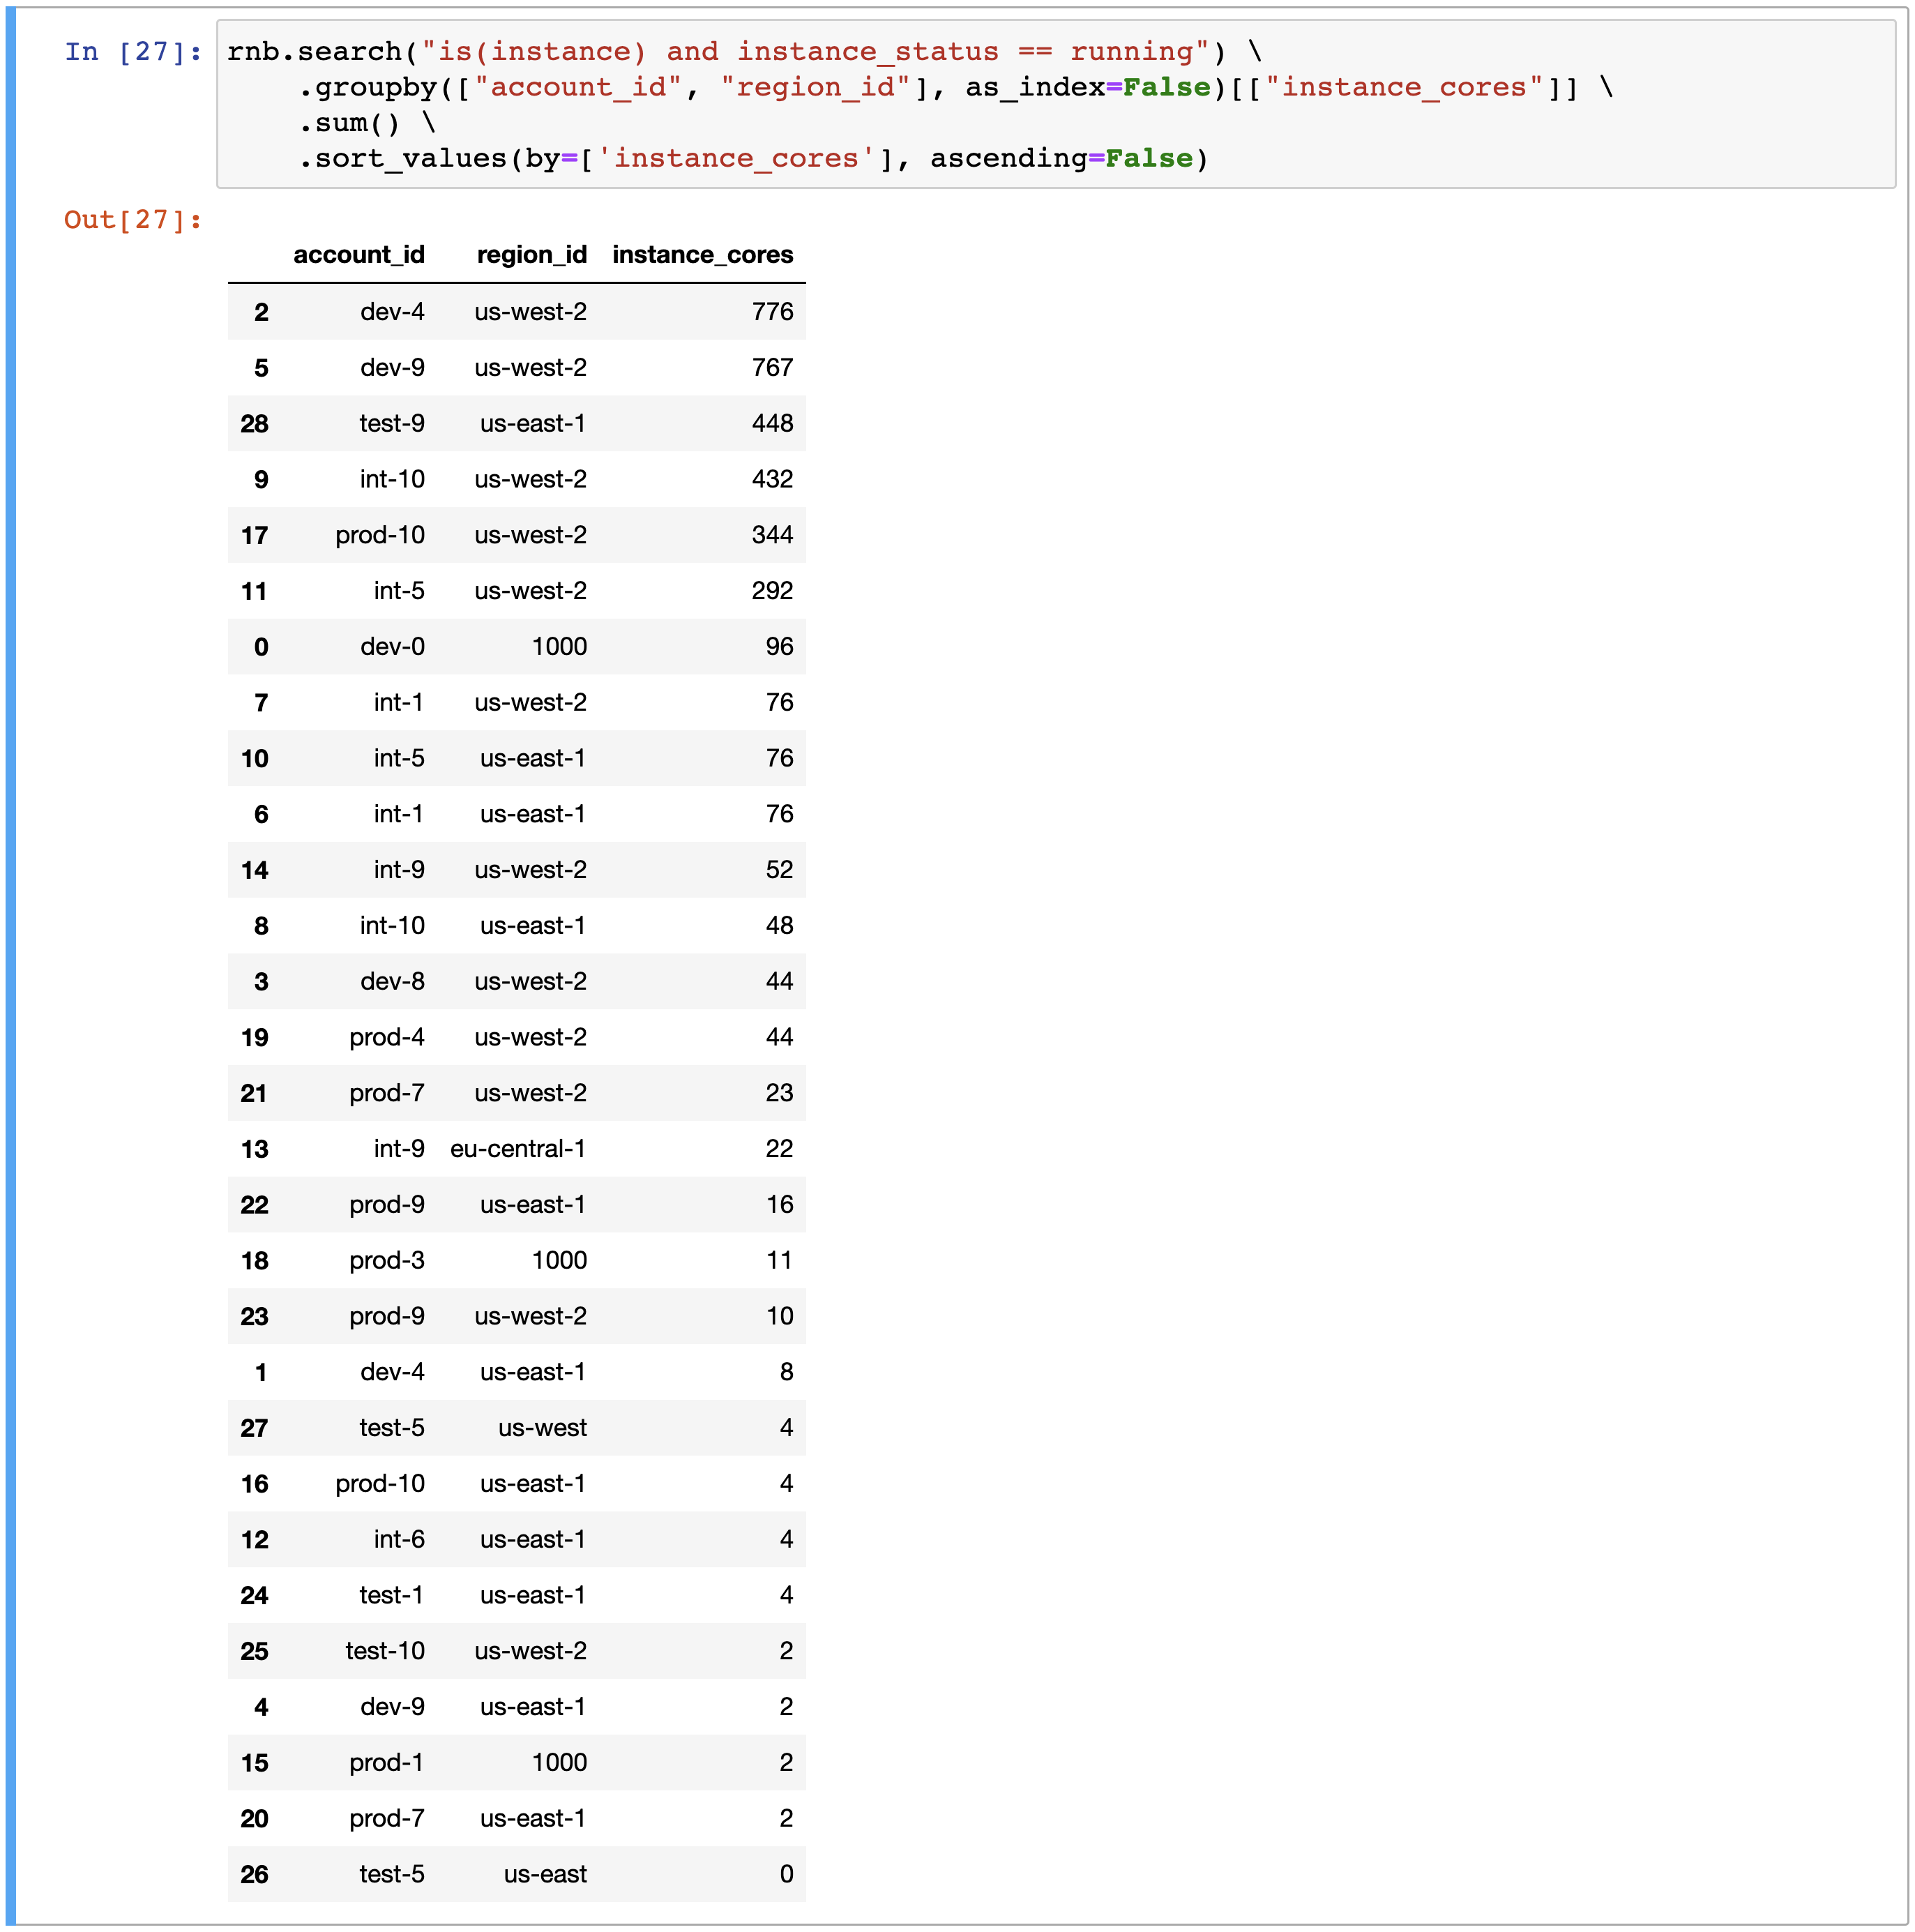 In [27]: rnb.search("is(instance) and instance_status == running") \
.groupby(["account_id", "region_id"], as_index=False)[["instance_cores"]] \
.sum() \
.sort_values(by=['instance_cores'], ascending=False)
Out[27]:
account_id region_id instance_cores
2 dev-4 us-west-2 776
5 dev-9 us-west-2 767
28 test-9 us-east-1 448
9 int-10 us-west-2 432
17 prod-10 us-west-2 344
11 int-5 us-west-2 292
0 dev-0 1000 96
7 int-1 us-west-2 76
10 int-5 us-east-1 76
6 int-1 us-east-1 76
14 int-9 us-west-2 52
8 int-10 us-east-1 48
3 dev-8 us-west-2 44
19 prod-4 us-west-2 44
21 prod-7 us-west-2 23
13 int-9 eu-central-1 22
22 prod-9 us-east-1 16
18 prod-3 1000 11
23 prod-9 us-west-2 10
1 dev-4 us-east-1 8
27 test-5 us-west 4
16 prod-10 us-east-1 4
12 int-6 us-east-1 4
24 test-1 us-east-1 4
25 test-10 us-west-2 2
4 dev-9 us-east-1 2
15 prod-1 1000 2
20 prod-7 us-east-1 2
26 test-5 us-east 0